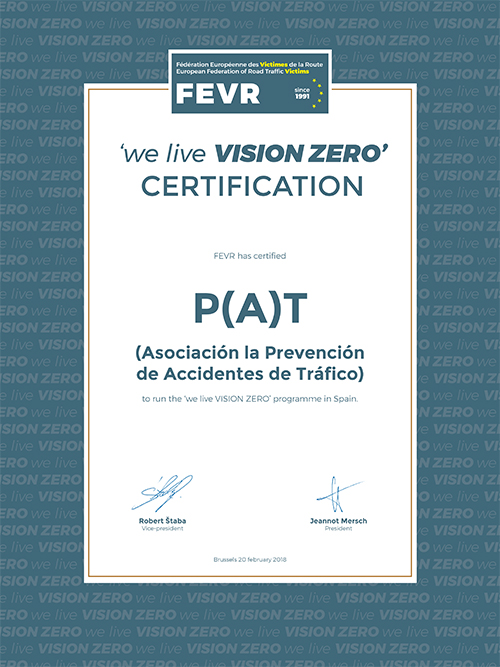 Fédération Européenne des Victimes de la Route
European Federation of Road Traffic Victims
FEVR
since
1991
‘we live VISION ZERO’
CERTIFICATION
FEVR has certified
P(A)T
(Asociación la Prevención
de Accidentes de Tráfico)
to run the ‘we live VISION ZERO’ programme in Spain.
Robert Štaba
Vice-president
Jeannot Mersch
President
Brussels 20 february 2018